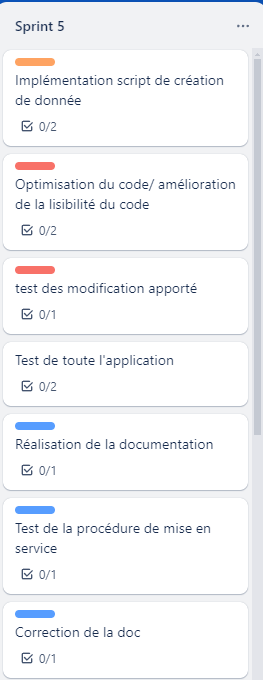 Sprint 5
Implémentation script de création
de donnée
0/2
Optimisation du code/ amélioration
de la lisibilité du code
0/2
test des modification apporté
0/1
Test de toute l'application
0/2
Réalisation de la documentation
0/1
Test de la procédure de mise en
service
0/1
Correction de la doc
0/1